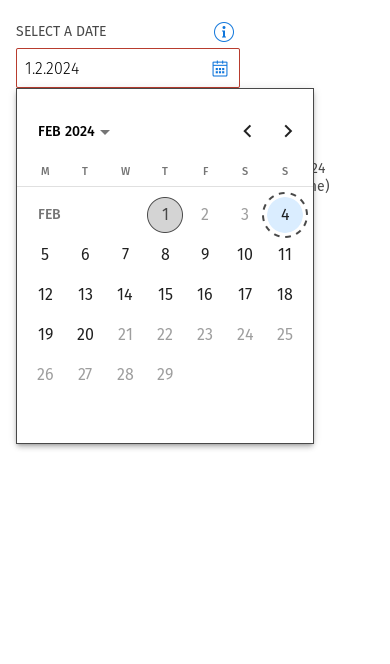 SELECT A DATE
1.2.2024
FEB 2024
M T W T F S S
FEB 1 2 3 4
5 6 7 8 9 10 11
12 13 14 15 16 17 18
19 20 21 22 23 24 25
26 27 28 29